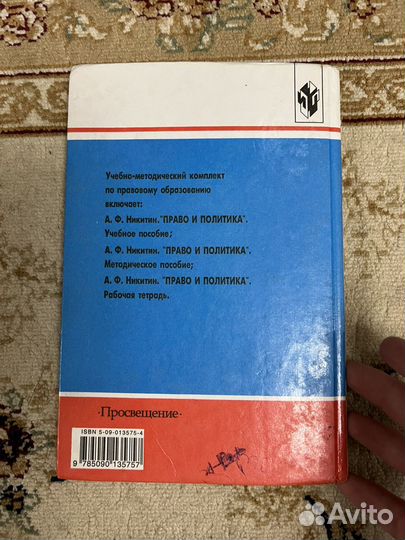 Учебно-методический комплект
по правовому образованию
включает:
А. Ф. Никитин. "ПРАВО И ПОЛИТИКА".
Учебное пособие;
А. Ф. Никитин. "ПРАВО И ПОЛИТИКА".
Методическое пособие;
А. Ф. Никитин. "ПРАВО И ПОЛИТИКА".
Рабочая тетрадь.
·Просвещение·
ISBN 5-09-013575-4
9 785090 135757
Avito